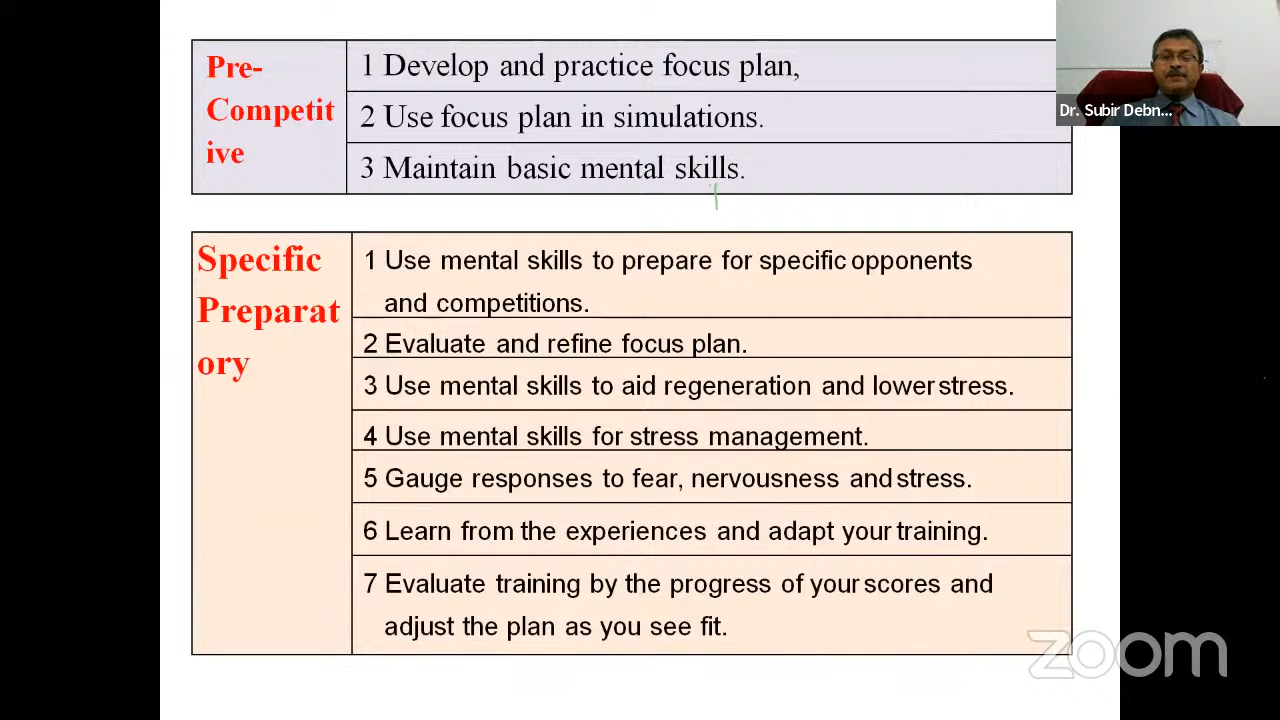 Pre-
Competit
ive
1 Develop and practice focus plan,
2 Use focus plan in simulations.
3 Maintain basic mental skills.
Dr. Subir Debn...
Specific
Preparat
ory
1 Use mental skills to prepare for specific opponents
and competitions.
2 Evaluate and refine focus plan.
3 Use mental skills to aid regeneration and lower stress.
4 Use mental skills for stress management.
5 Gauge responses to fear, nervousness and stress.
6 Learn from the experiences and adapt your training.
7 Evaluate training by the progress of your scores and
adjust the plan as you see fit.
zoom